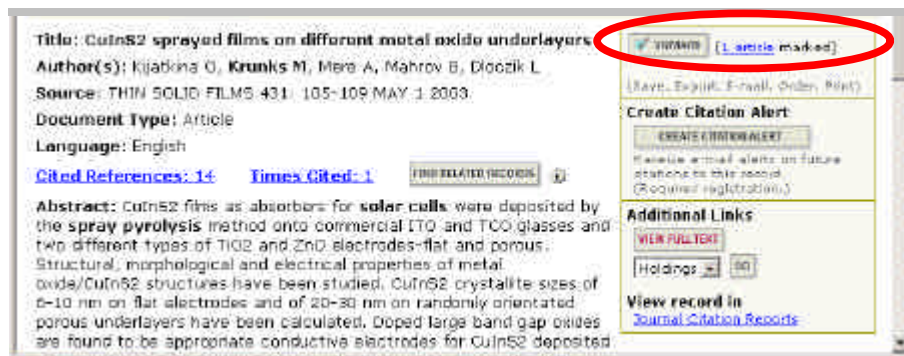 Title: CuInS2 sprayed films on different metal oxide underlayers
Author(s): Kijatkina O, Krunks M, Mere A, Mahrov B, Dloczik L
Source: THIN SOLID FILMS 431: 105-109 MAY 1 2003
Document Type: Article
Language: English
Cited References: 14 Times Cited: 1 FIND RELATED RECORDS
Abstract: CuInS2 films as absorbers for solar cells were deposited by
the spray pyrolysis method onto commercial ITO and TCO glasses and
two different types of TiO2 and ZnO electrodes-flat and porous.
Structural, morphological and electrical properties of metal
oxide/CuInS2 structures have been studied. CuInS2 crystallite sizes of
6-10 nm on flat electrodes and of 20-30 nm on randomly orientated
porous underlayers have been calculated. Doped large band gap oxides
are found to be appropriate conductive electrodes for CuInS2 deposited
UNMARK [1 article marked]
(Save, Export, E-mail, Order, Print)
Create Citation Alert
CREATE CITATION ALERT
Receive e-mail alerts on future
citations to this record.
(Requires registration.)
Additional Links
VIEW FULL TEXT
Holdings GO
View record in
Journal Citation Reports